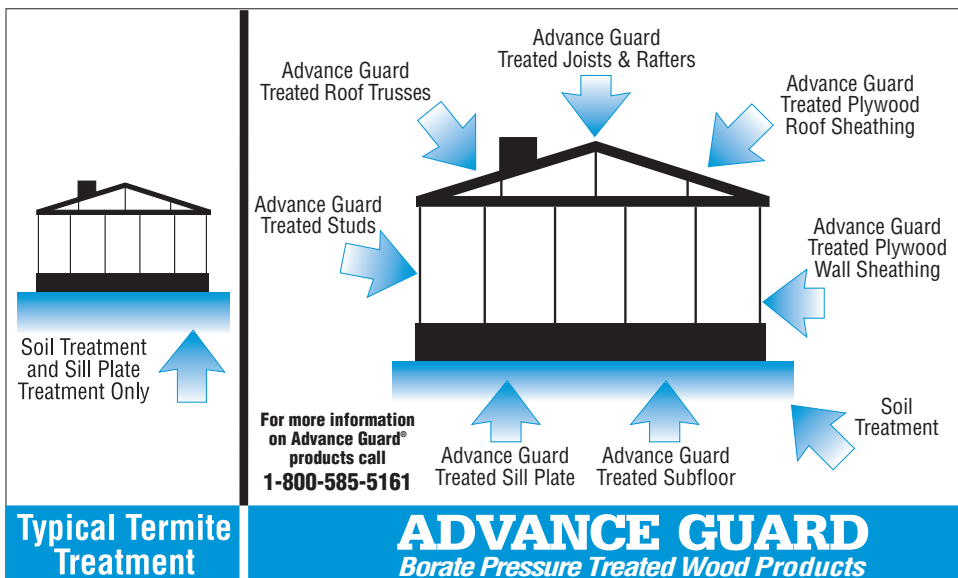 Soil Treatment
and Sill Plate
Treatment Only
Typical Termite
Treatment
Advance Guard
Treated Joists & Rafters
Advance Guard
Treated Roof Trusses
Advance Guard
Treated Plywood
Roof Sheathing
Advance Guard
Treated Studs
Advance Guard
Treated Plywood
Wall Sheathing
Soil
Treatment
For more information
on Advance Guard®
products call
1-800-585-5161
Advance Guard
Treated Sill Plate
Advance Guard
Treated Subfloor
ADVANCE GUARD
Borate Pressure Treated Wood Products